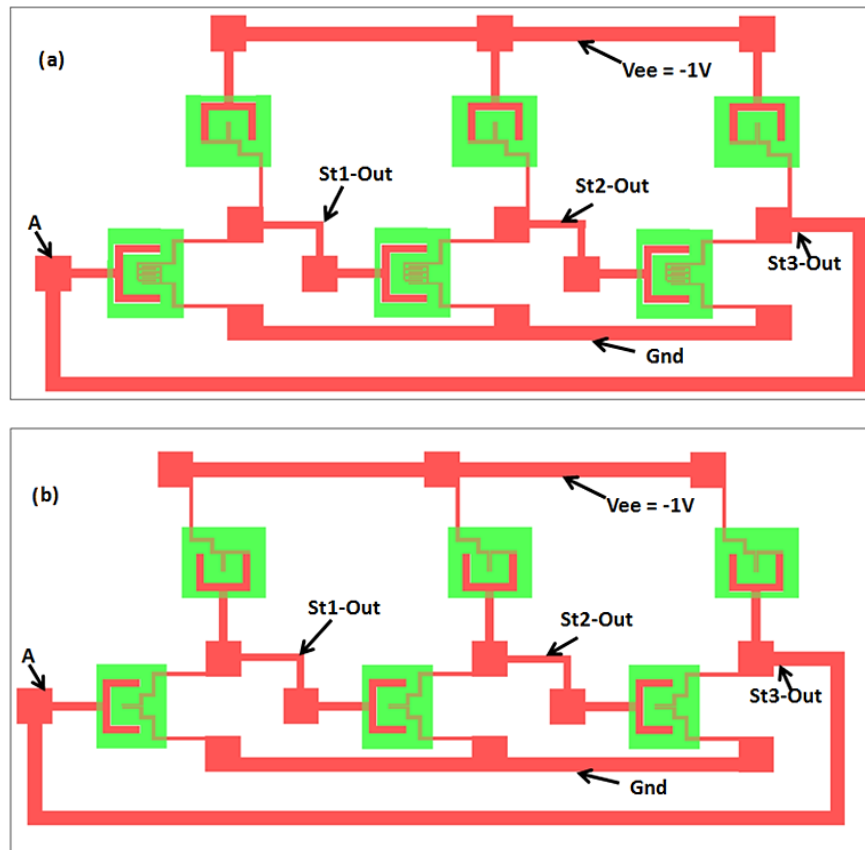 (a)
Vee = -1V
St1-Out
St2-Out
A
St3-Out
Gnd
(b)
Vee = -1V
St1-Out
St2-Out
A
St3-Out
Gnd